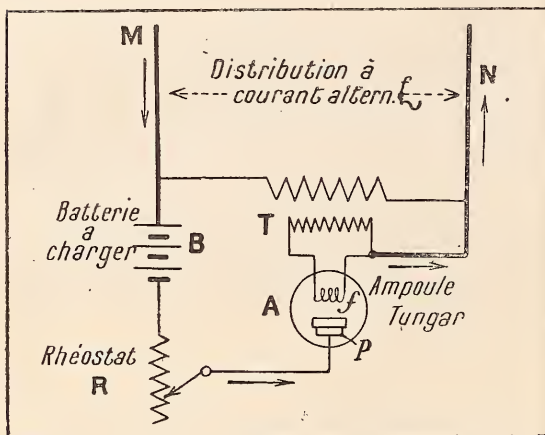 M
N
Distribution à
courant altern.f
Batterie
a
charger
B
T
A
f
Ampoule
Tungar
p
Rhéostat
R